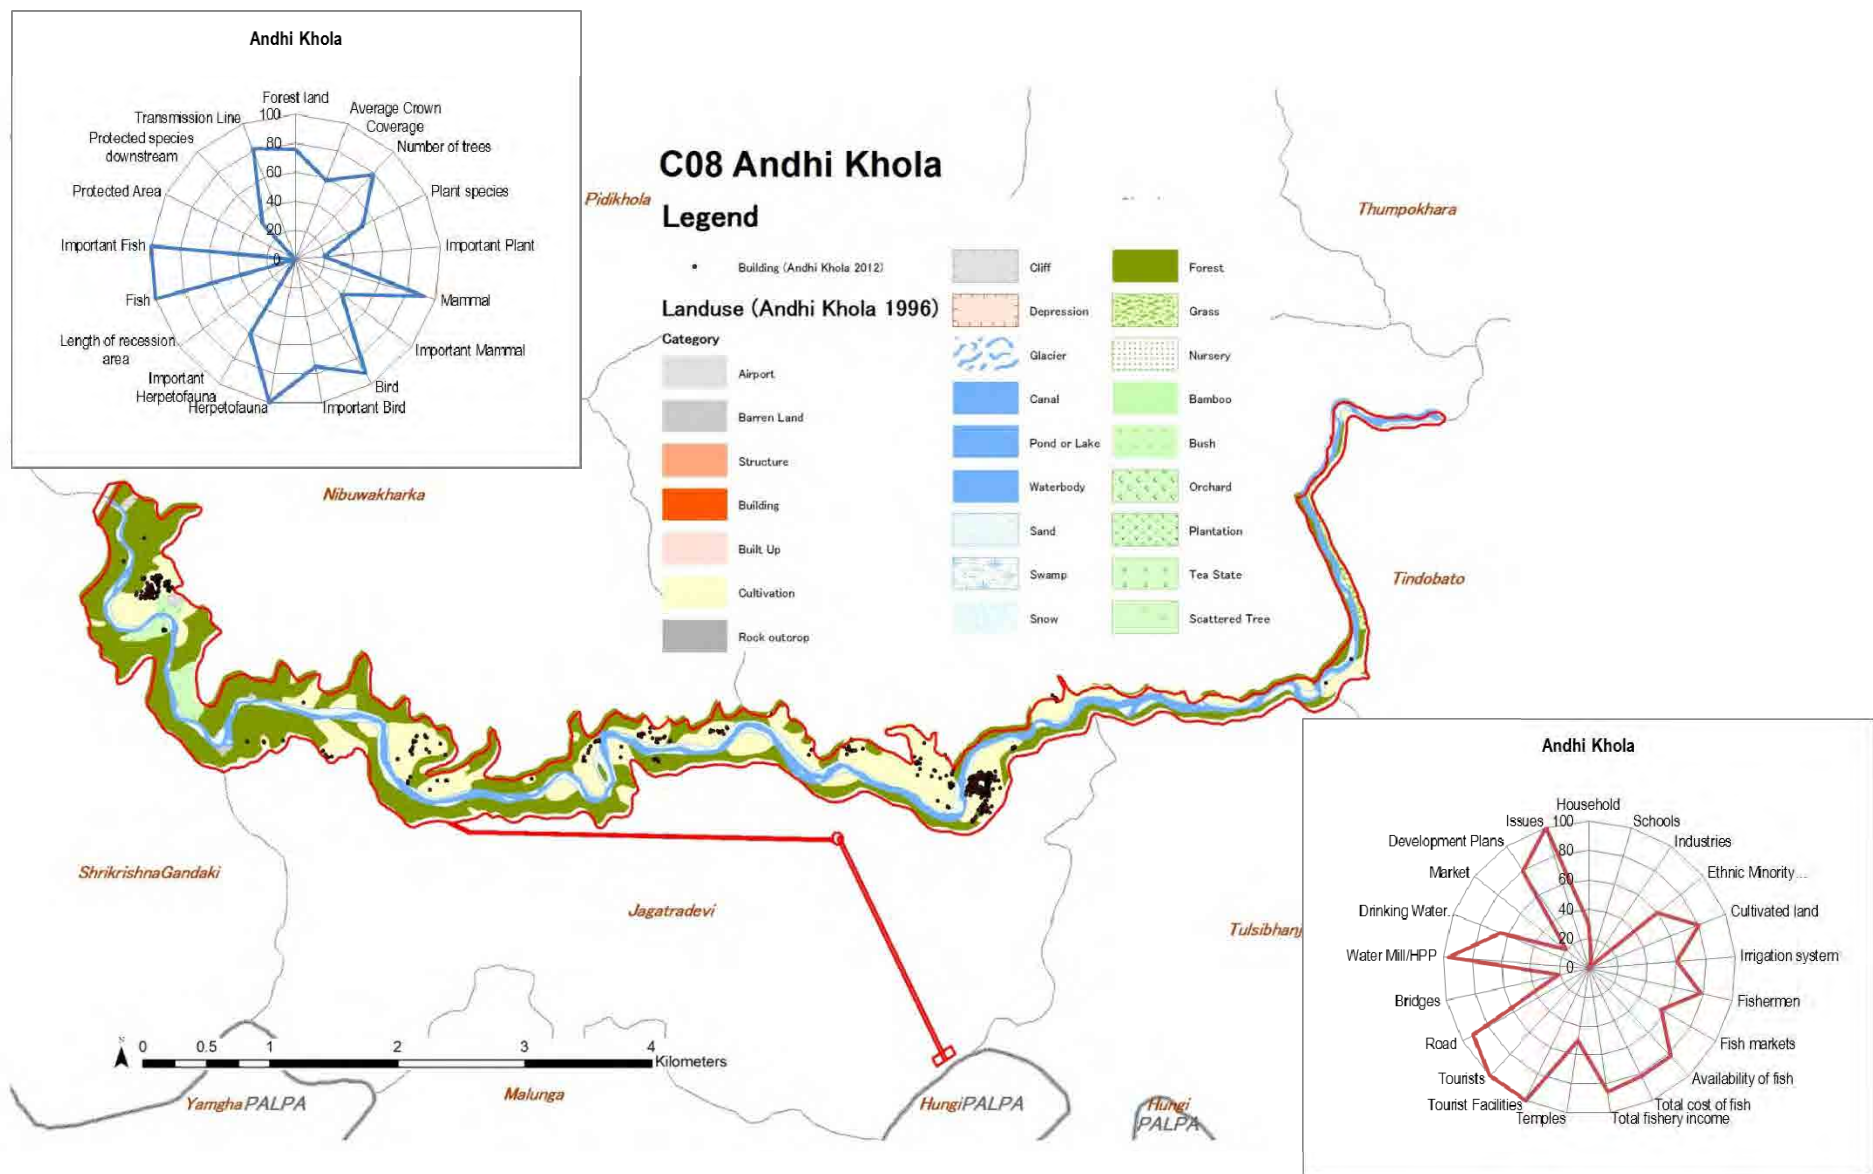 Andhi Khola
Forest land
Average Crown
Coverage
Number of trees
Plant species
Important Plant
Mammal
Important Mammal
Bird
Important Bird
Herpetofauna
Important
Herpetofauna
Length of recession
area
Fish
Important Fish
Protected Area
Protected species
downstream
Transmission Line
100
80
60
40
20
0
C08 Andhi Khola
Legend
Building (Andhi Khola 2012)
Landuse (Andhi Khola 1996)
Category
Airport
Barren Land
Structure
Building
Built Up
Cultivation
Rock outcrop
Cliff
Depression
Glacier
Canal
Pond or Lake
Waterbody
Sand
Swamp
Snow
Forest
Grass
Nursery
Bamboo
Bush
Orchard
Plantation
Tea State
Scattered Tree
Pidikhola
Thumpokhara
Nibuwakharka
Tindobato
ShrikrishnaGandaki
Jagatradevi
Tulsibhanj
Malunga
Yamgha PALPA
Hungi PALPA
Hungi
PALPA
N
0 0.5 1 2 3 4
Kilometers
Andhi Khola
Household
Schools
Industries
Ethnic Minority...
Cultivated land
Irrigation system
Fishermen
Fish markets
Availability of fish
Total cost of fish
Total fishery income
Temples
Tourist Facilities
Tourists
Road
Bridges
Water Mill/HPP
Drinking Water
Market
Development Plans
Issues
100
80
60
40
20
0